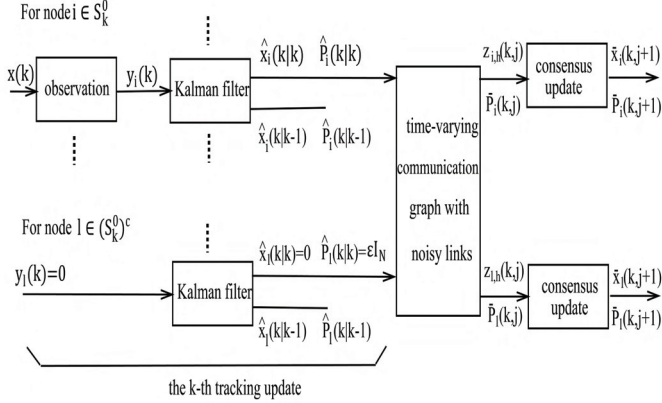 For node i ∈ S_k^0
x(k)
observation
y_i(k)
Kalman filter
x̂_i(k|k) P̂_i(k|k)
x̂_i(k|k-1) P̂_i(k|k-1)
time-varying
communication
graph with
noisy links
z_{i,h}(k,j)
P̄_i(k,j)
consensus
update
x̄_i(k,j+1)
P̄_i(k,j+1)
For node l ∈ (S_k^0)^c
y_l(k)=0
Kalman filter
x̂_l(k|k)=0 P̂_l(k|k)=εI_N
x̂_l(k|k-1) P̂_l(k|k-1)
z_{l,h}(k,j)
P̄_l(k,j)
consensus
update
x̄_l(k,j+1)
P̄_l(k,j+1)
the k-th tracking update